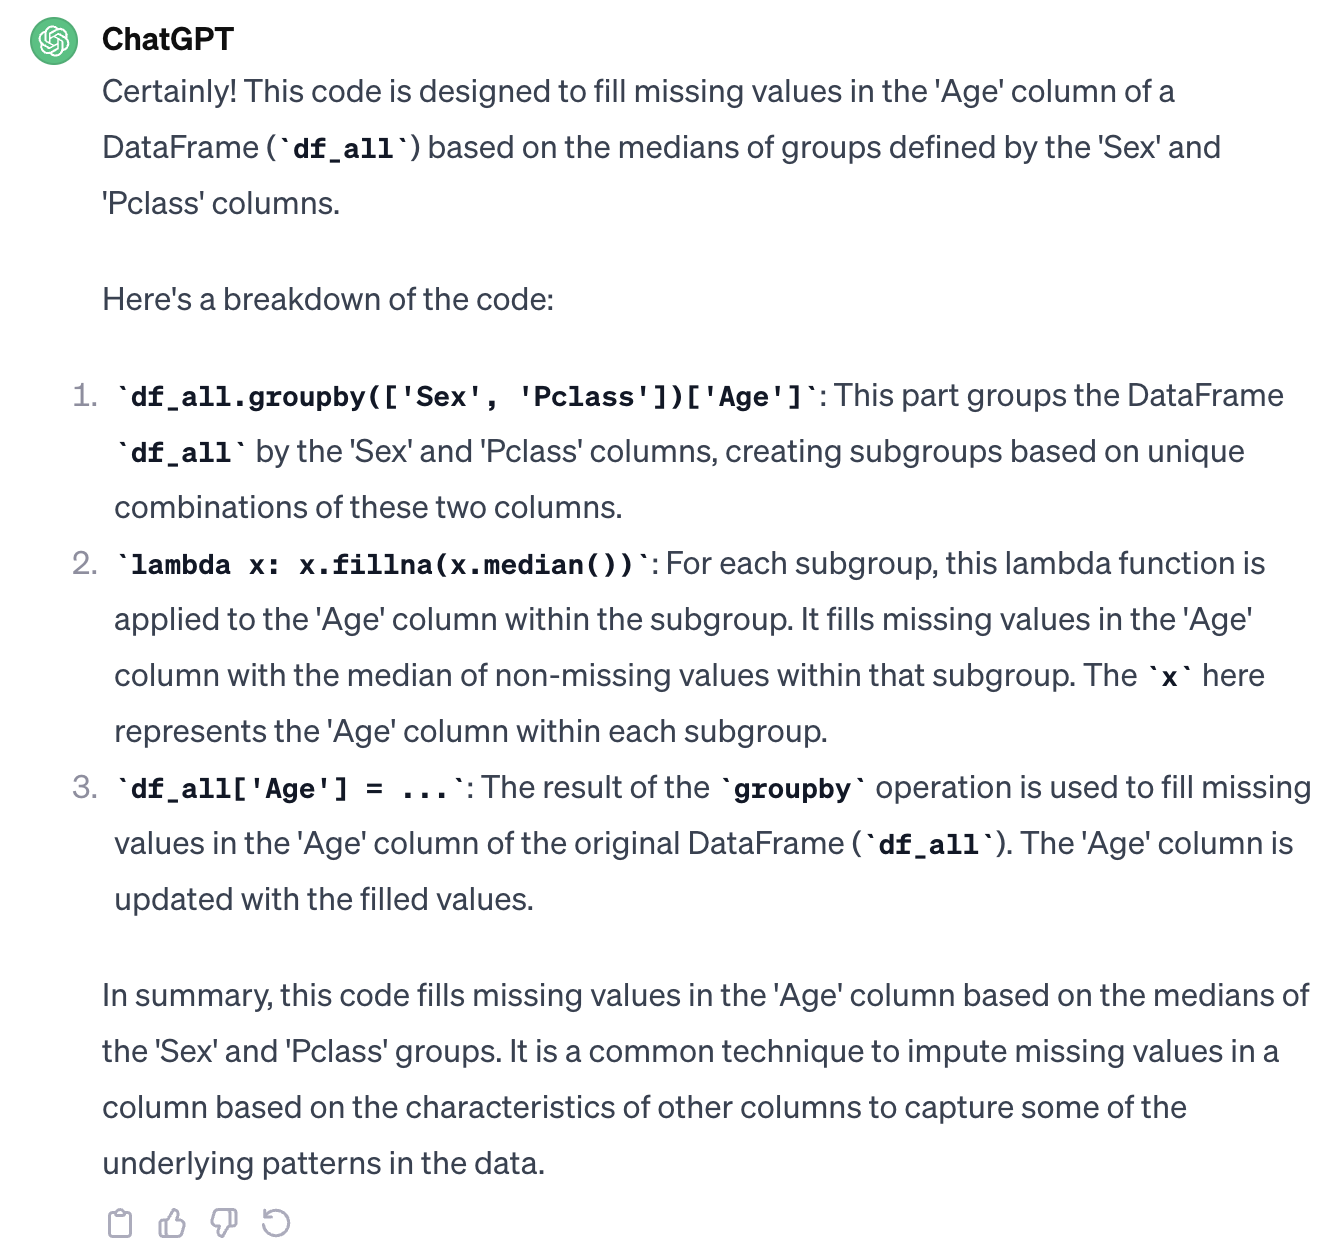 ChatGPT
Certainly! This code is designed to fill missing values in the 'Age' column of a
DataFrame (`df_all`) based on the medians of groups defined by the 'Sex' and
'Pclass' columns.
Here's a breakdown of the code:
1. `df_all.groupby(['Sex', 'Pclass'])['Age']`: This part groups the DataFrame
`df_all` by the 'Sex' and 'Pclass' columns, creating subgroups based on unique
combinations of these two columns.
2. `lambda x: x.fillna(x.median())`: For each subgroup, this lambda function is
applied to the 'Age' column within the subgroup. It fills missing values in the 'Age'
column with the median of non-missing values within that subgroup. The `x` here
represents the 'Age' column within each subgroup.
3. `df_all['Age'] = ...`: The result of the `groupby` operation is used to fill missing
values in the 'Age' column of the original DataFrame (`df_all`). The 'Age' column is
updated with the filled values.
In summary, this code fills missing values in the 'Age' column based on the medians of
the 'Sex' and 'Pclass' groups. It is a common technique to impute missing values in a
column based on the characteristics of other columns to capture some of the
underlying patterns in the data.